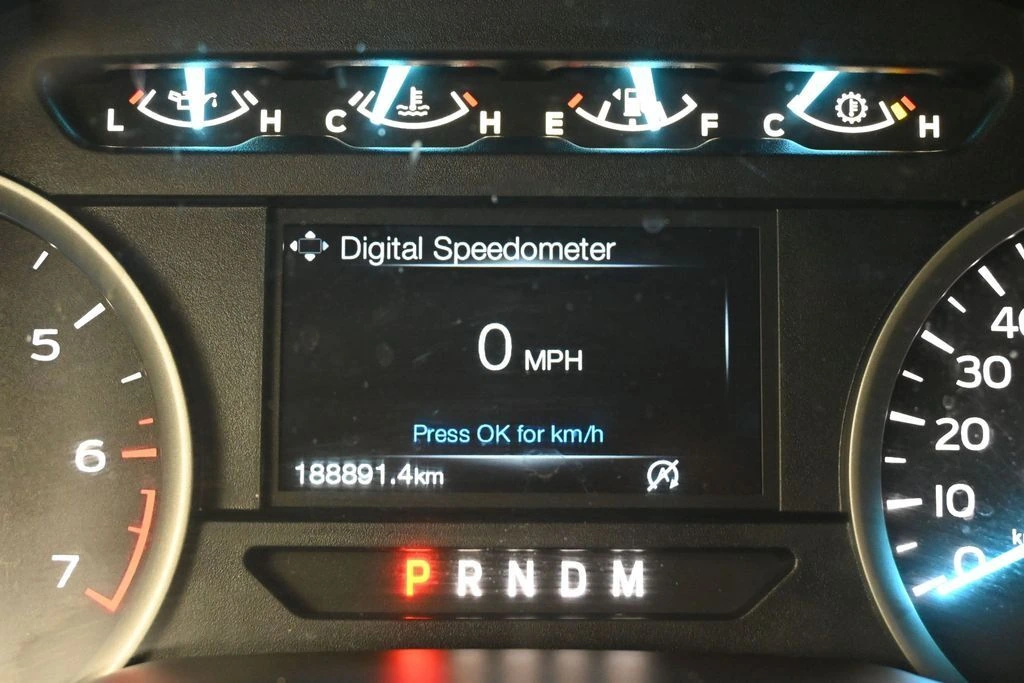 L H C H E F C H
Digital Speedometer
0 MPH
Press OK for km/h
188891.4km
P R N D M
5
6
7
40
30
20
10
0